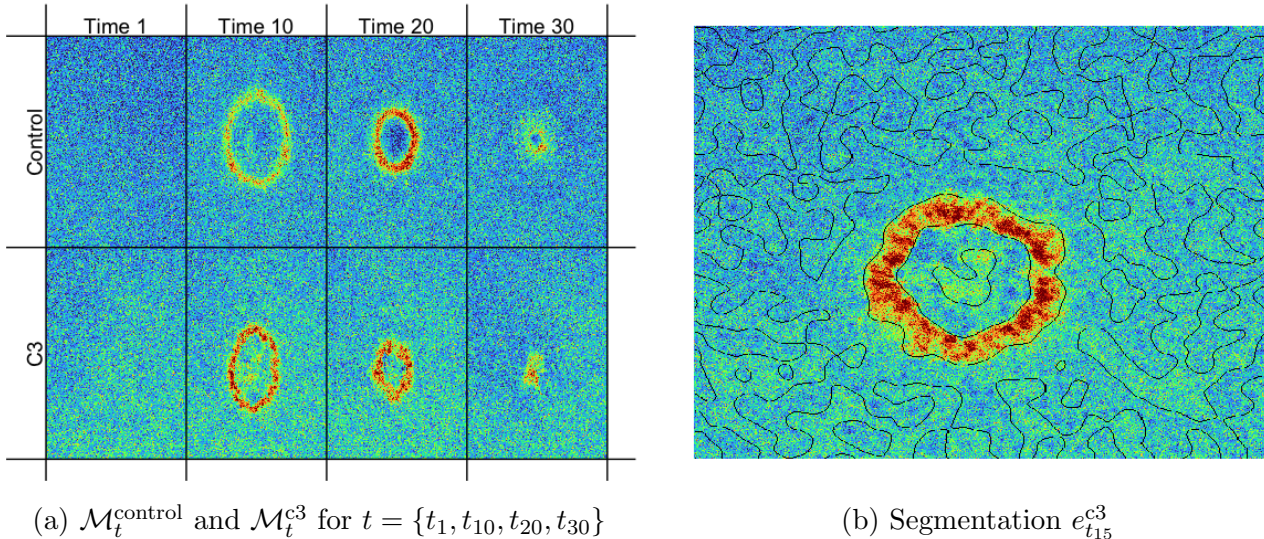 Time 1 Time 10 Time 20 Time 30
Control
C3
(a) $\mathcal{M}_t^{\text{control}}$ and $\mathcal{M}_t^{\text{c3}}$ for $t = \{t_1, t_{10}, t_{20}, t_{30}\}$
(b) Segmentation $e_{t_{15}}^{\text{c3}}$